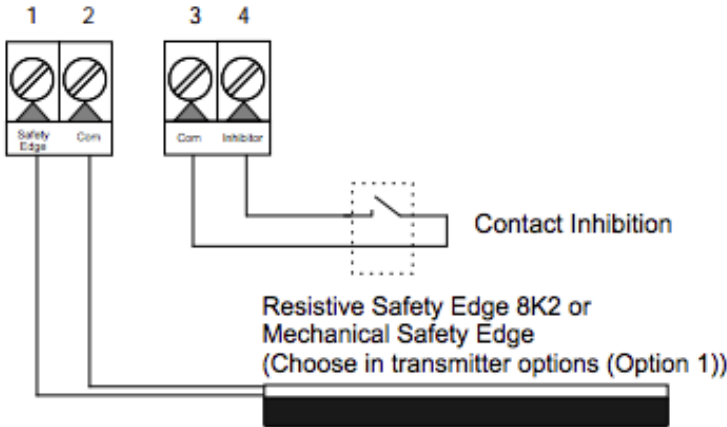 1 2 3 4
Safety Com Com Inhibitor
Edge
Contact Inhibition
Resistive Safety Edge 8K2 or
Mechanical Safety Edge
(Choose in transmitter options (Option 1))